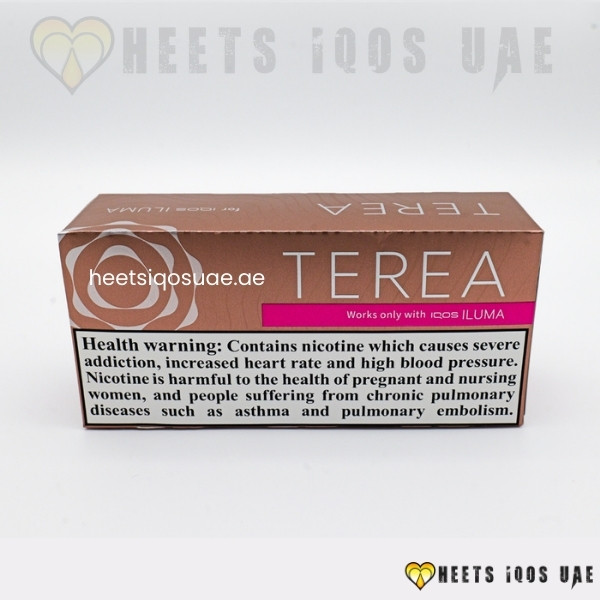 HEETS iQOS UAE
for IQOS ILUMA
TEREA
heetsiqosuae.ae
TEREA
Works only with IQOS ILUMA
Health warning: Contains nicotine which causes severe
addiction, increased heart rate and high blood pressure.
Nicotine is harmful to the health of pregnant and nursing
women, and people suffering from chronic pulmonary
diseases such as asthma and pulmonary embolism.
HEETS iQOS UAE